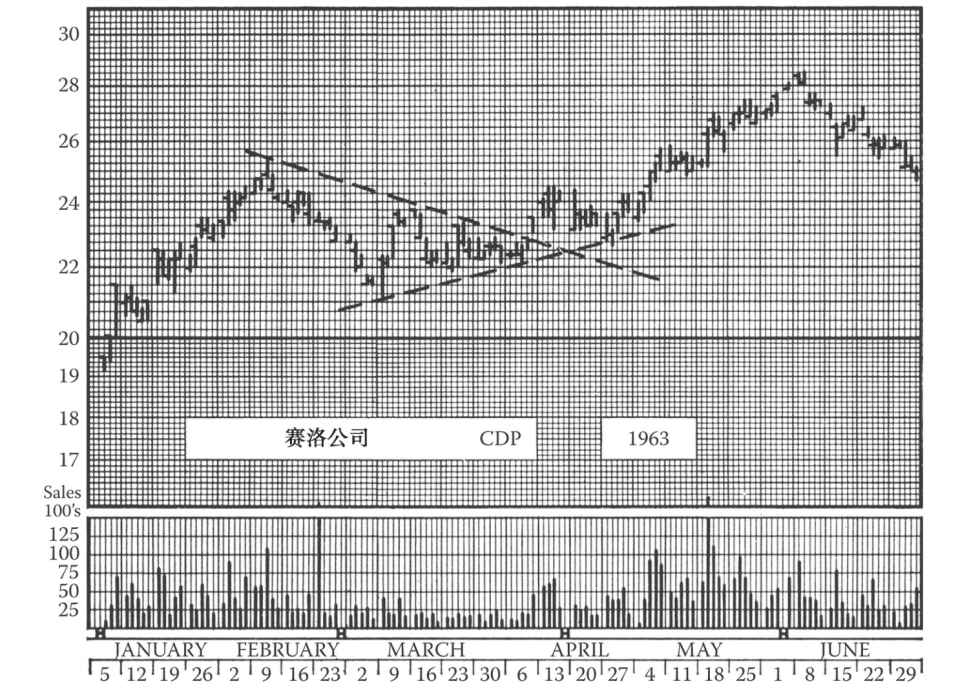 30
28
26
24
22
20
19
18
17
赛洛公司 CDP 1963
Sales
100's
125
100
75
50
25
JANUARY FEBRUARY MARCH APRIL MAY JUNE
5 12 19 26 2 9 16 23 2 9 16 23 30 6 13 20 27 4 11 18 25 1 8 15 22 29